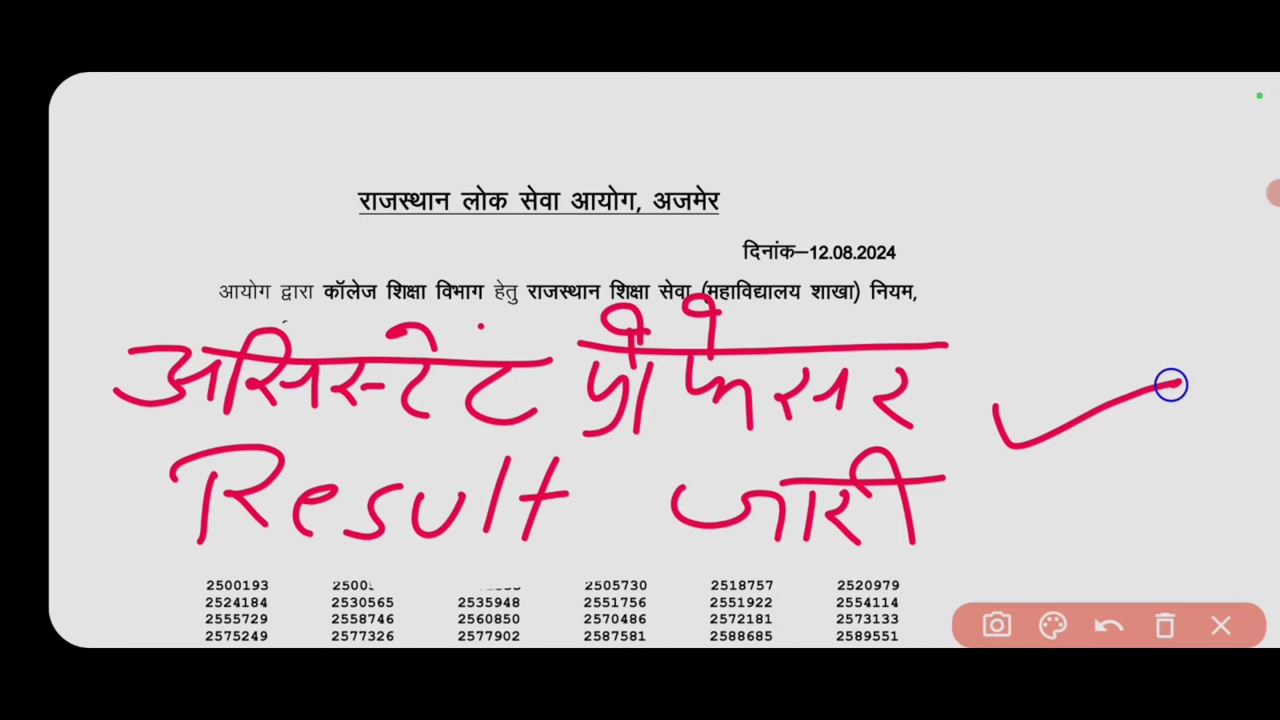 राजस्थान लोक सेवा आयोग, अजमेर
दिनांक–12.08.2024
आयोग द्वारा कॉलेज शिक्षा विभाग हेतु राजस्थान शिक्षा सेवा (महाविद्यालय शाखा) नियम,
असिस्टेंट प्रोफेसर
Result जारी
2500193 2505730 2518757 2520979
2524184 2530565 2535948 2551756 2551922 2554114
2555729 2558746 2560850 2570486 2572181 2573133
2575249 2577326 2577902 2587581 2588685 2589551